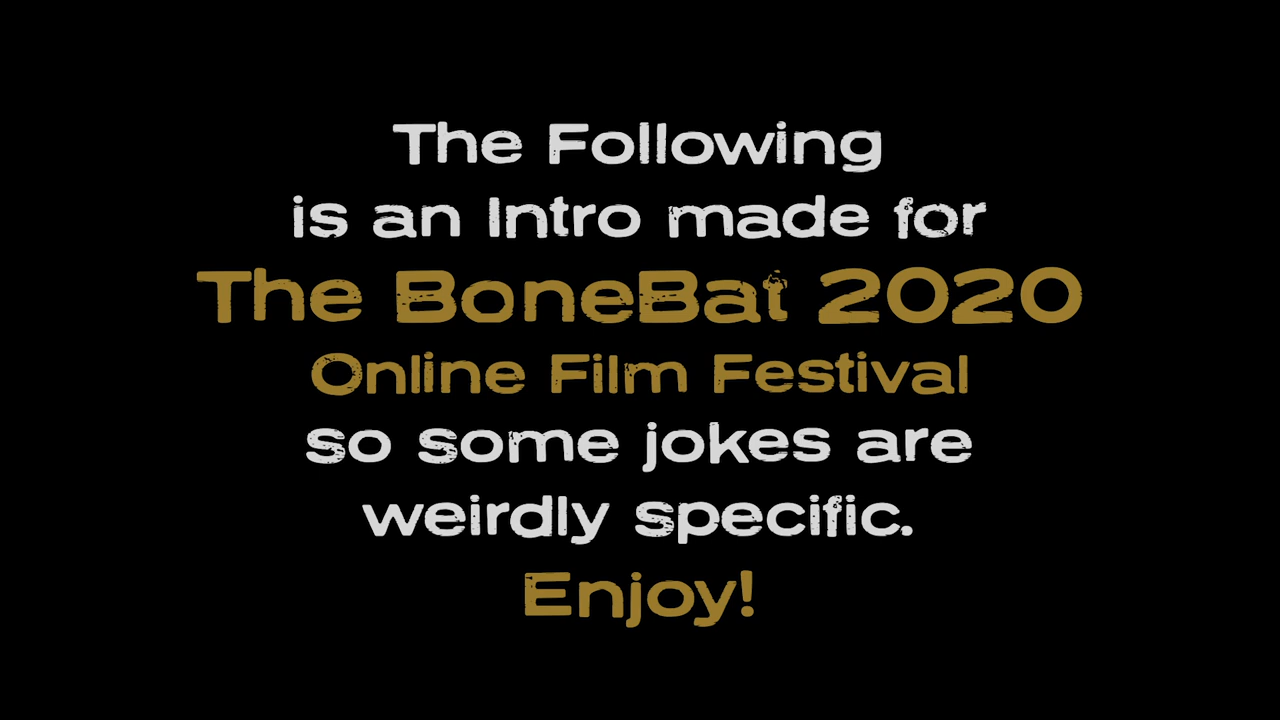 The Following
is an Intro made for
The BoneBat 2020
Online Film Festival
so some jokes are
weirdly specific.
Enjoy!